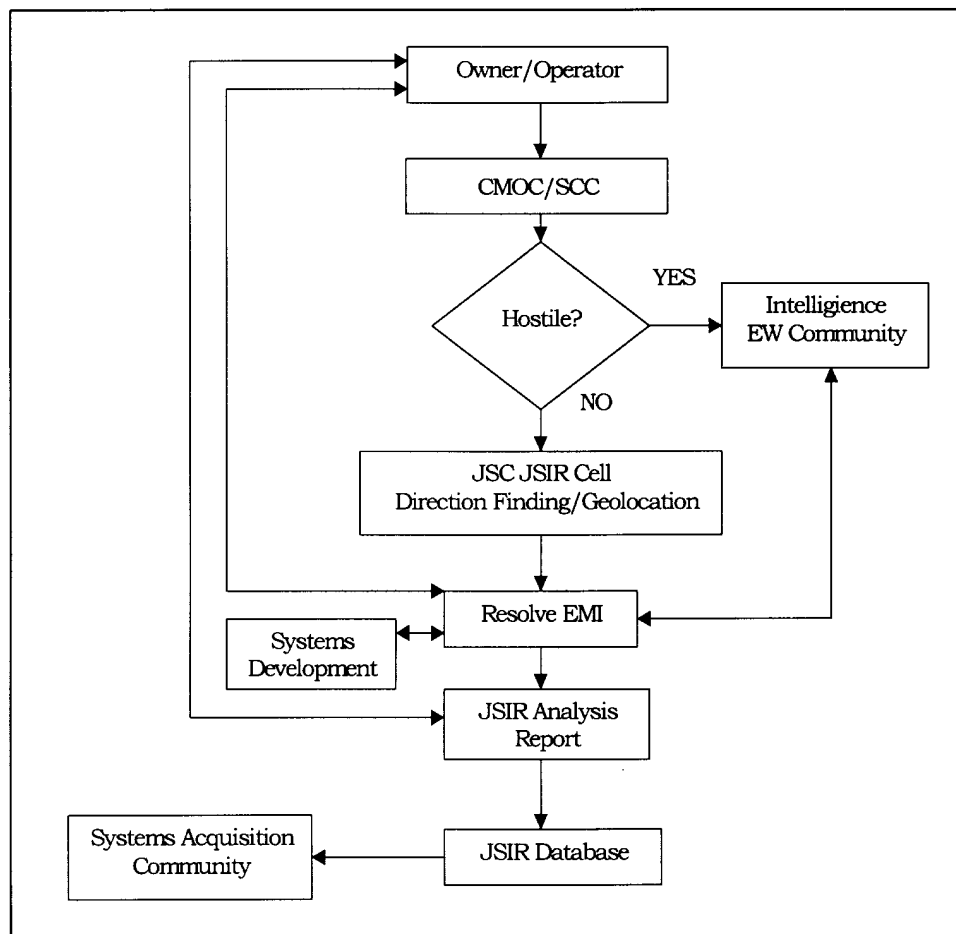 Owner/Operator
CMOC/SCC
YES
Hostile?
Intelligience
EW Community
NO
JSC JSIR Cell
Direction Finding/Geolocation
Resolve EMI
Systems
Development
JSIR Analysis
Report
Systems Acquisition
Community
JSIR Database